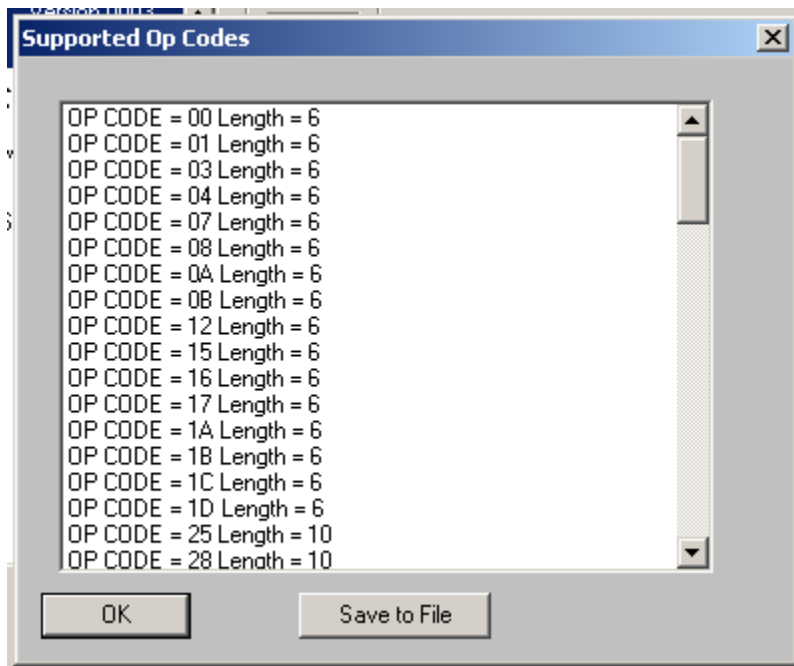 Version 0003
Supported Op Codes
OP CODE = 00 Length = 6
OP CODE = 01 Length = 6
OP CODE = 03 Length = 6
OP CODE = 04 Length = 6
OP CODE = 07 Length = 6
OP CODE = 08 Length = 6
OP CODE = 0A Length = 6
OP CODE = 0B Length = 6
OP CODE = 12 Length = 6
OP CODE = 15 Length = 6
OP CODE = 16 Length = 6
OP CODE = 17 Length = 6
OP CODE = 1A Length = 6
OP CODE = 1B Length = 6
OP CODE = 1C Length = 6
OP CODE = 1D Length = 6
OP CODE = 25 Length = 10
OP CODE = 28 Length = 10
OK
Save to File